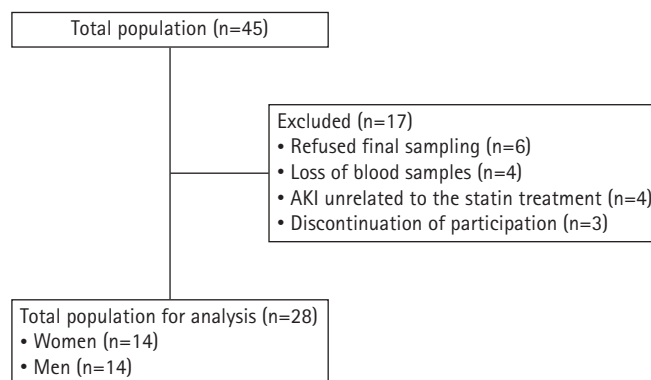 Total population (n=45)
Excluded (n=17)
• Refused final sampling (n=6)
• Loss of blood samples (n=4)
• AKI unrelated to the statin treatment (n=4)
• Discontinuation of participation (n=3)
Total population for analysis (n=28)
• Women (n=14)
• Men (n=14)